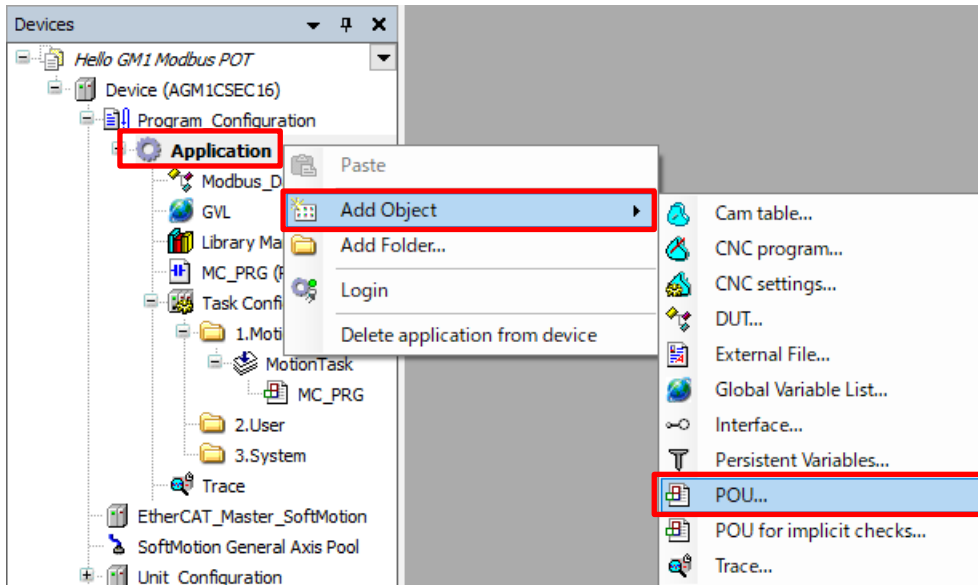 Devices
Hello GM1 Modbus POT
Device (AGM1CSEC16)
Program_Configuration
Application
Modbus_D
GVL
Library Ma
MC_PRG (P
Task Confi
1.Moti
MotionTask
MC_PRG
2.User
3.System
Trace
EtherCAT_Master_SoftMotion
SoftMotion General Axis Pool
Unit_Configuration
Paste
Add Object
Add Folder...
Login
Delete application from device
Cam table...
CNC program...
CNC settings...
DUT...
External File...
Global Variable List...
Interface...
Persistent Variables...
POU...
POU for implicit checks...
Trace...